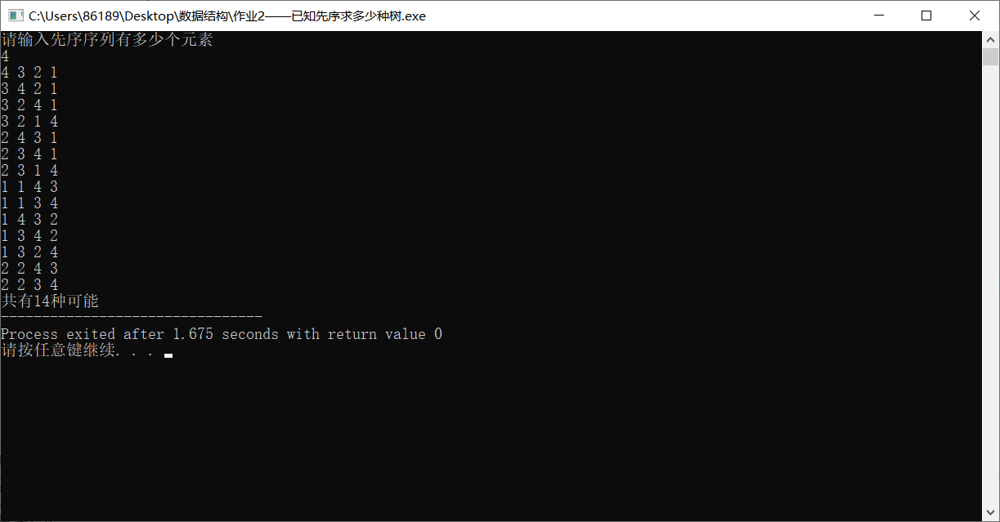 C:\Users\86189\Desktop\数据结构\作业2——已知先序求多少种树.exe
请输入先序序列有多少个元素
4
4 3 2 1
3 4 2 1
3 2 4 1
3 2 1 4
2 4 3 1
2 3 4 1
2 3 1 4
1 1 4 3
1 1 3 4
1 4 3 2
1 3 4 2
1 3 2 4
2 2 4 3
2 2 3 4
共有14种可能
--------------------------------
Process exited after 1.675 seconds with return value 0
请按任意键继续. . .